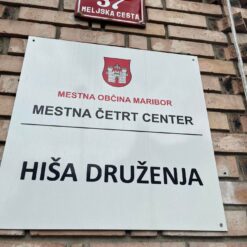 37
MELJSKA CESTA
MESTNA OBČINA MARIBOR
MESTNA ČETRT CENTER
HIŠA DRUŽENJA